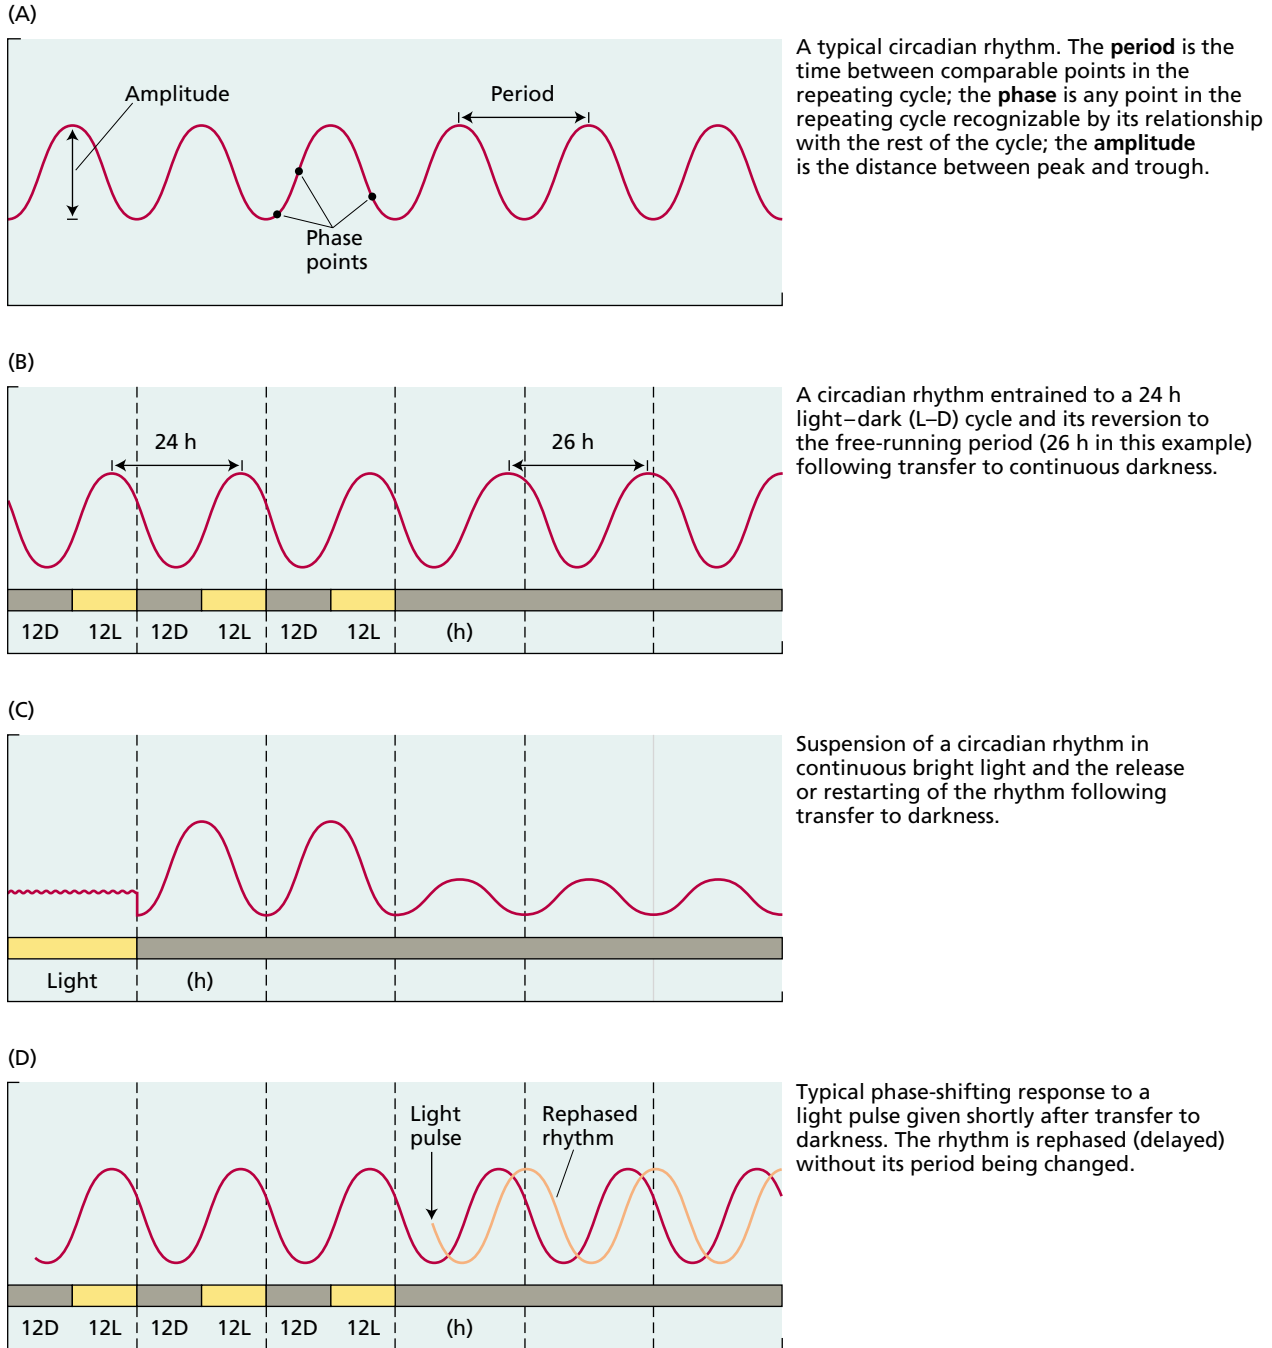 (A)
Amplitude
Period
Phase
points
A typical circadian rhythm. The period is the
time between comparable points in the
repeating cycle; the phase is any point in the
repeating cycle recognizable by its relationship
with the rest of the cycle; the amplitude
is the distance between peak and trough.
(B)
24 h
26 h
12D 12L 12D 12L 12D 12L (h)
A circadian rhythm entrained to a 24 h
light–dark (L–D) cycle and its reversion to
the free-running period (26 h in this example)
following transfer to continuous darkness.
(C)
Light (h)
Suspension of a circadian rhythm in
continuous bright light and the release
or restarting of the rhythm following
transfer to darkness.
(D)
Light
pulse
Rephased
rhythm
12D 12L 12D 12L 12D 12L (h)
Typical phase-shifting response to a
light pulse given shortly after transfer to
darkness. The rhythm is rephased (delayed)
without its period being changed.